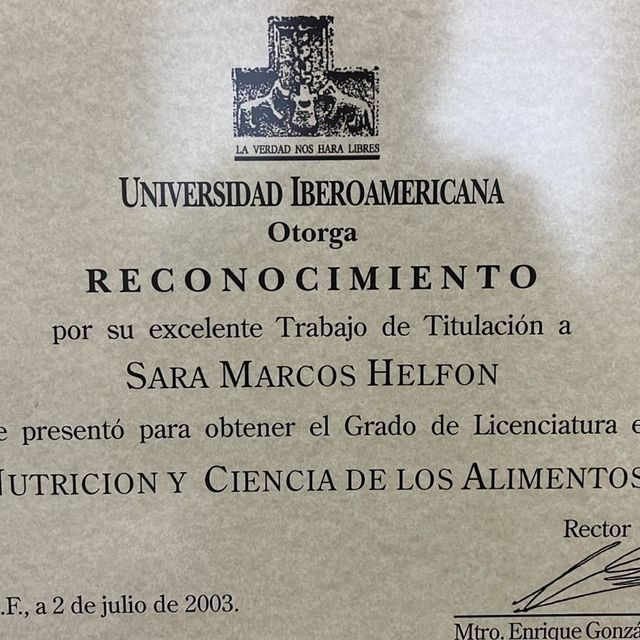 LA VERDAD NOS HARA LIBRES
UNIVERSIDAD IBEROAMERICANA
Otorga
RECONOCIMIENTO
por su excelente Trabajo de Titulación a
SARA MARCOS HELFON
e presentó para obtener el Grado de Licenciatura e
NUTRICION Y CIENCIA DE LOS ALIMENTOS
Rector
.F., a 2 de julio de 2003.
Mtro. Enrique Gonzá